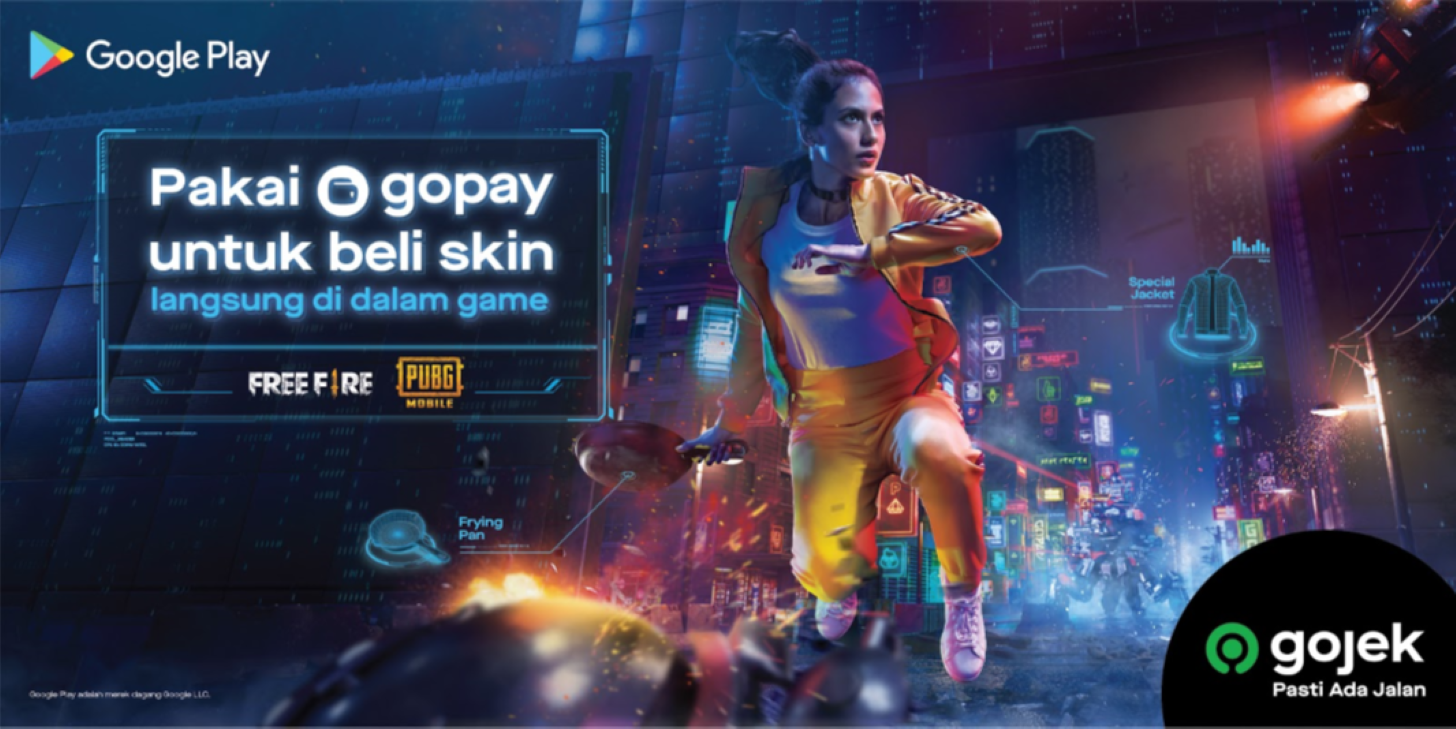 Google Play
Pakai gopay
untuk beli skin
langsung di dalam game
FREE FIRE
PUBG
MOBILE
Special
Jacket
Frying
Pan
gojek
Pasti Ada Jalan
Google Play adalah merek dagang Google LLC.